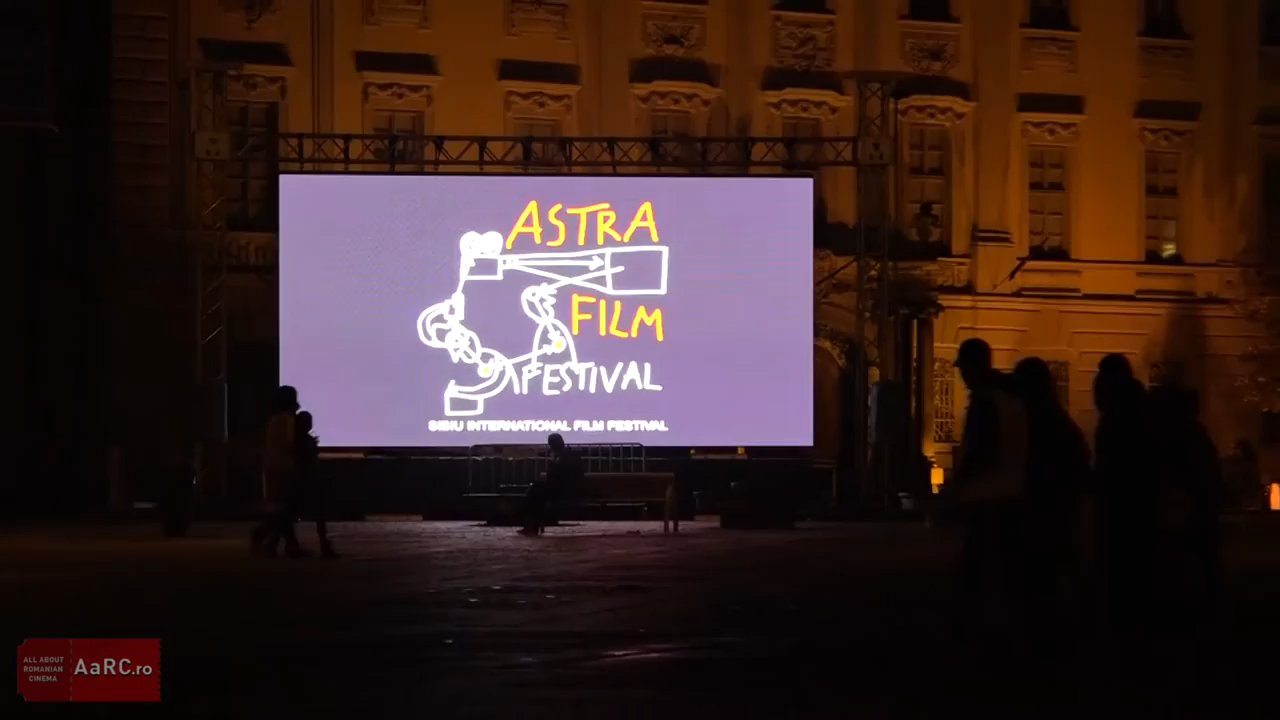 ASTRA
FILM
FESTIVAL
SIBIU INTERNATIONAL FILM FESTIVAL
ALL ABOUT
ROMANIAN
CINEMA
AaRC.ro